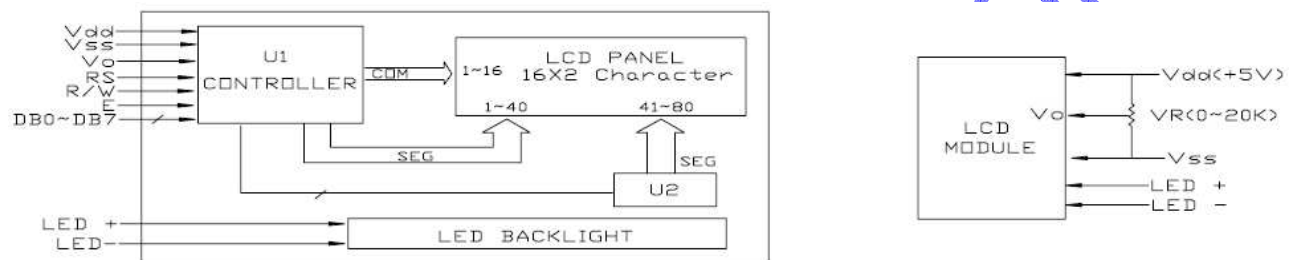 Vdd
Vss
Vo
RS
R/W
E
DB0~DB7
U1
CONTROLLER
COM
1~16
LCD PANEL
16X2 Character
1~40
41~80
SEG
SEG
U2
LED +
LED-
LED BACKLIGHT
LCD
MODULE
Vdd(+5V)
Vo
VR(0~20K)
Vss
LED +
LED -